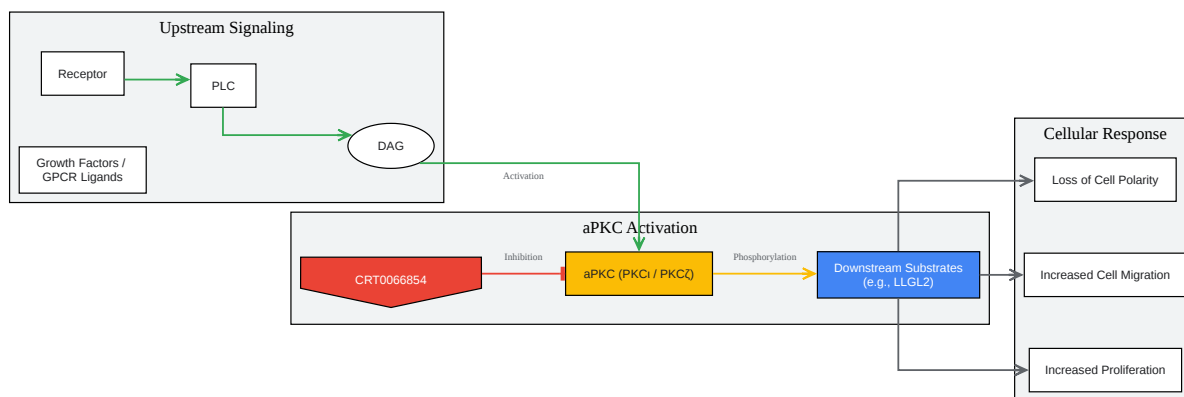 Upstream Signaling
Receptor
PLC
DAG
Growth Factors /
GPCR Ligands
Activation
aPKC Activation
CRT0066854
Inhibition
aPKC (PKCι / PKCζ)
Phosphorylation
Downstream Substrates
(e.g., LLGL2)
Cellular Response
Loss of Cell Polarity
Increased Cell Migration
Increased Proliferation